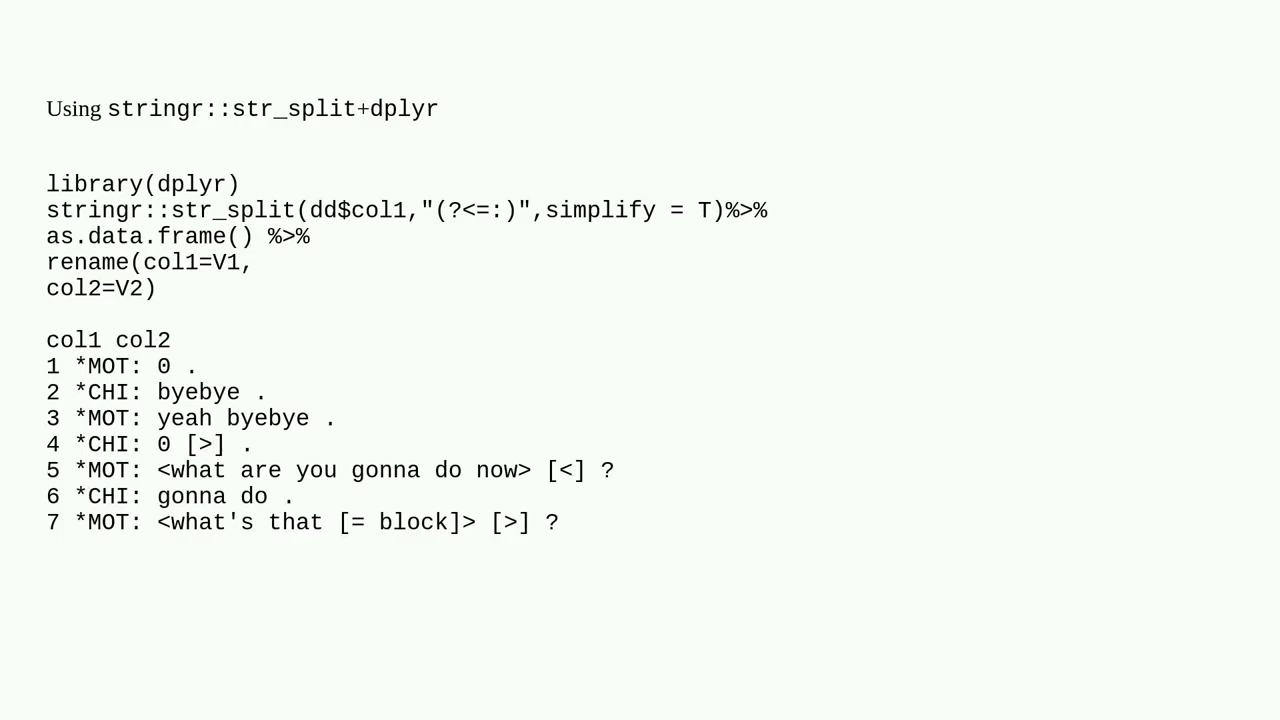 Using stringr::str_split+dplyr
library(dplyr)
stringr::str_split(dd$col1,"(?<=:)",simplify = T)%>%
as.data.frame() %>%
rename(col1=V1,
col2=V2)
col1 col2
1 *MOT: 0 .
2 *CHI: byebye .
3 *MOT: yeah byebye .
4 *CHI: 0 [>] .
5 *MOT: <what are you gonna do now> [<] ?
6 *CHI: gonna do .
7 *MOT: <what's that [= block]> [>] ?